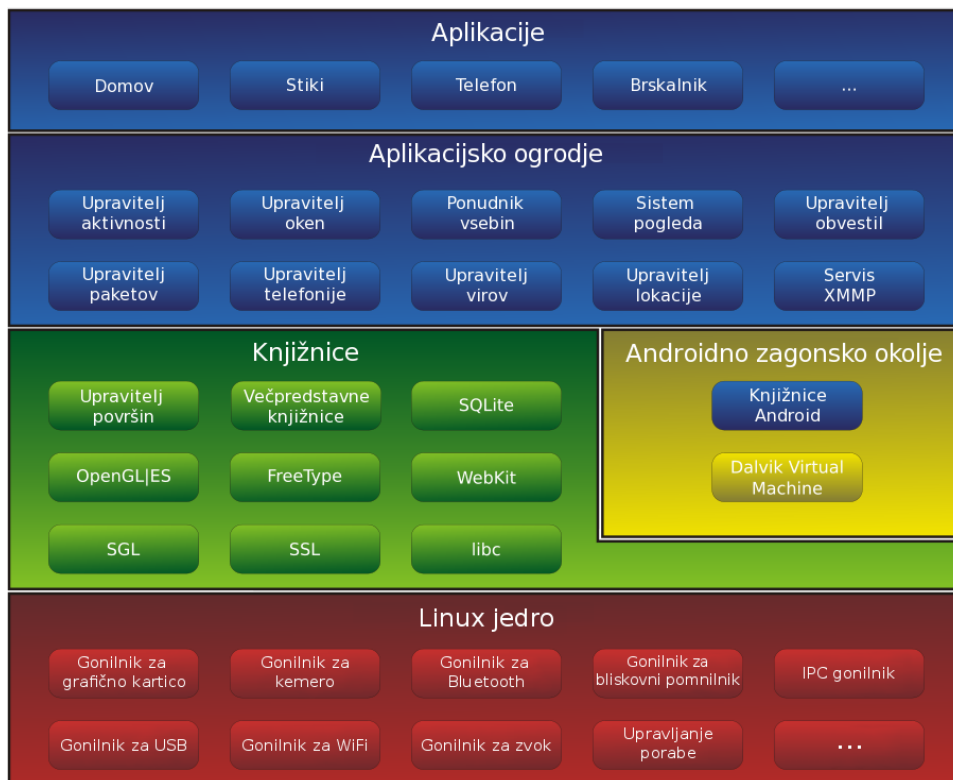 Aplikacije
Domov
Stiki
Telefon
Brskalnik
...
Aplikacijsko ogrodje
Upravitelj
aktivnosti
Upravitelj
oken
Ponudnik
vsebin
Sistem
pogleda
Upravitelj
obvestil
Upravitelj
paketov
Upravitelj
telefonije
Upravitelj
virov
Upravitelj
lokacije
Servis
XMMP
Knjižnice
Upravitelj
površin
Večpredstavne
knjižnice
SQLite
OpenGL|ES
FreeType
WebKit
SGL
SSL
libc
Androidno zagonsko okolje
Knjižnice
Android
Dalvik Virtual
Machine
Linux jedro
Gonilnik za
grafično kartico
Gonilnik za
kemero
Gonilnik za
Bluetooth
Gonilnik za
bliskovni pomnilnik
IPC gonilnik
Gonilnik za USB
Gonilnik za WiFi
Gonilnik za zvok
Upravljanje
porabe
...